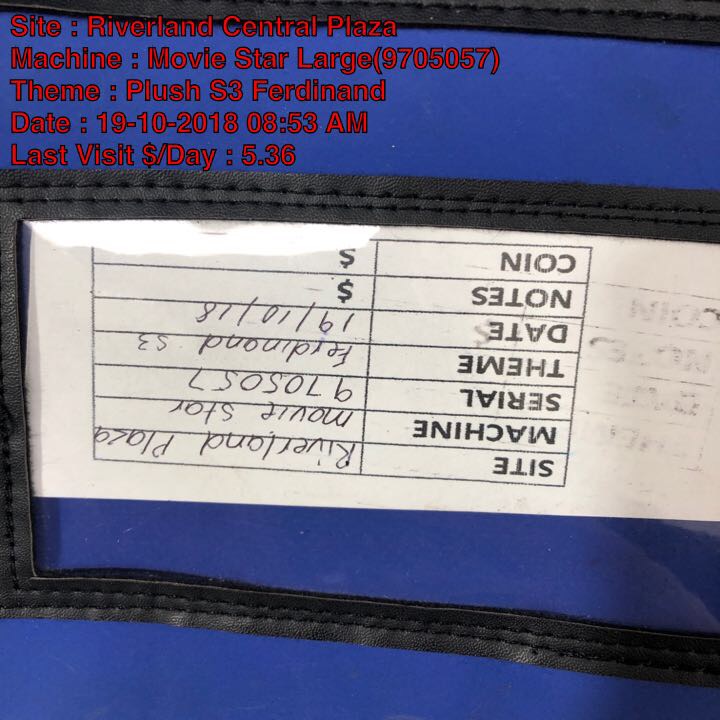 Site : Riverland Central Plaza
Machine : Movie Star Large(9705057)
Theme : Plush S3 Ferdinand
Date : 19-10-2018 08:53 AM
Last Visit $/Day : 5.36
SITE Riverland Plaza
MACHINE movie star
SERIAL 9705057
THEME Ferdinand S3
DATE 19/10/18
NOTES $
COIN $